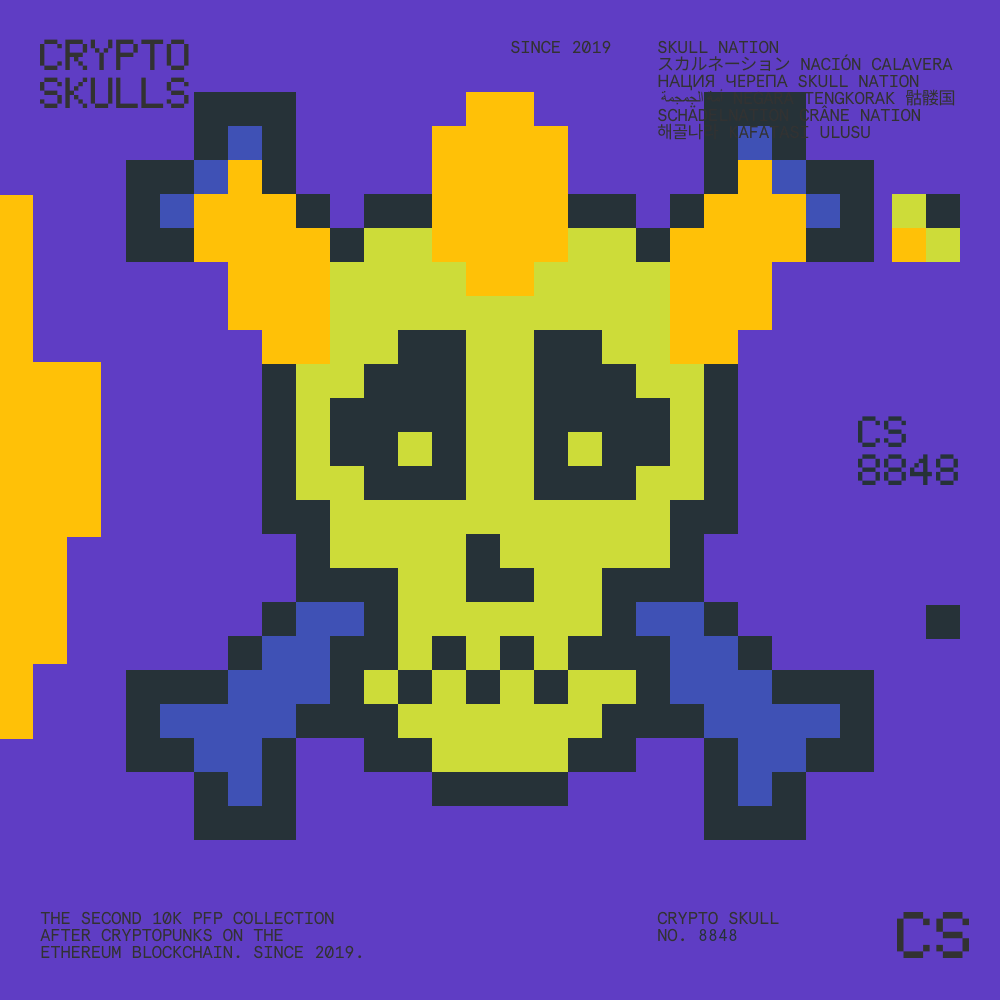 CRYPTO
SKULLS
SINCE 2019
SKULL NATION
スカルネーション NACIÓN CALAVERA
НАЦИЯ ЧЕРЕПА SKULL NATION
TENGKORAK 骷髅国
CRÂNE NATION
해골 ULUSU
CS
8848
THE SECOND 10K PFP COLLECTION
AFTER CRYPTOPUNKS ON THE
ETHEREUM BLOCKCHAIN. SINCE 2019.
CRYPTO SKULL
NO. 8848
CS